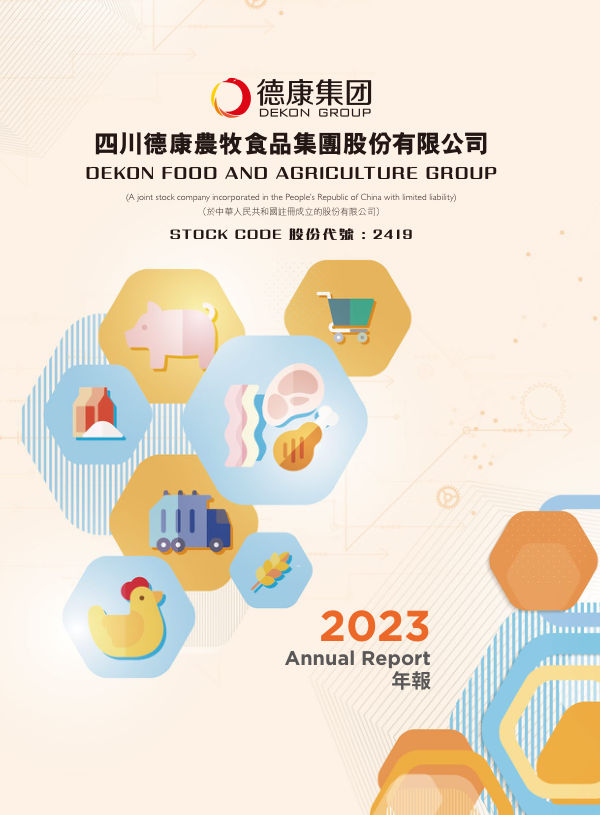 德康集团
DEKON GROUP
四川德康農牧食品集團股份有限公司
DEKON FOOD AND AGRICULTURE GROUP
(A joint stock company incorporated in the People's Republic of China with limited liability)
（於中華人民共和國註冊成立的股份有限公司）
STOCK CODE 股份代號 : 2419
2023
Annual Report
年報